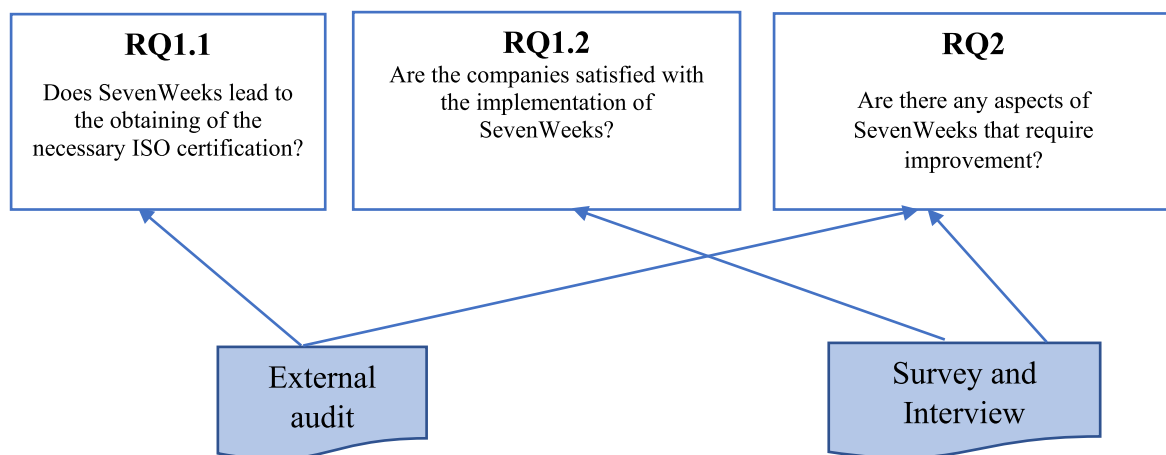 RQ1.1
Does SevenWeeks lead to
the obtaining of the
necessary ISO certification?
RQ1.2
Are the companies satisfied with
the implementation of
SevenWeeks?
RQ2
Are there any aspects of
SevenWeeks that require
improvement?
External
audit
Survey and
Interview